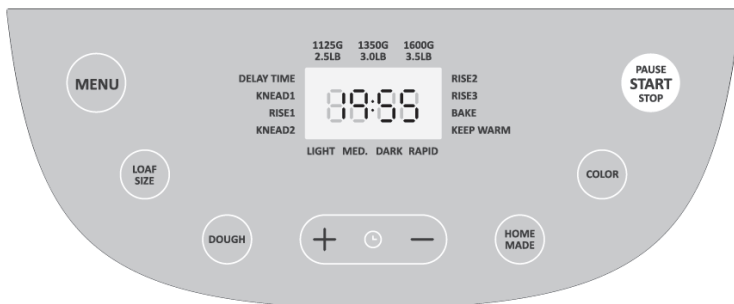 1125G 1350G 1600G
2.5LB 3.0LB 3.5LB
MENU
DELAY TIME
KNEAD1
RISE1
KNEAD2
19:55
RISE2
RISE3
BAKE
KEEP WARM
LIGHT MED. DARK RAPID
PAUSE
START
STOP
LOAF
SIZE
COLOR
DOUGH
+ −
HOME
MADE